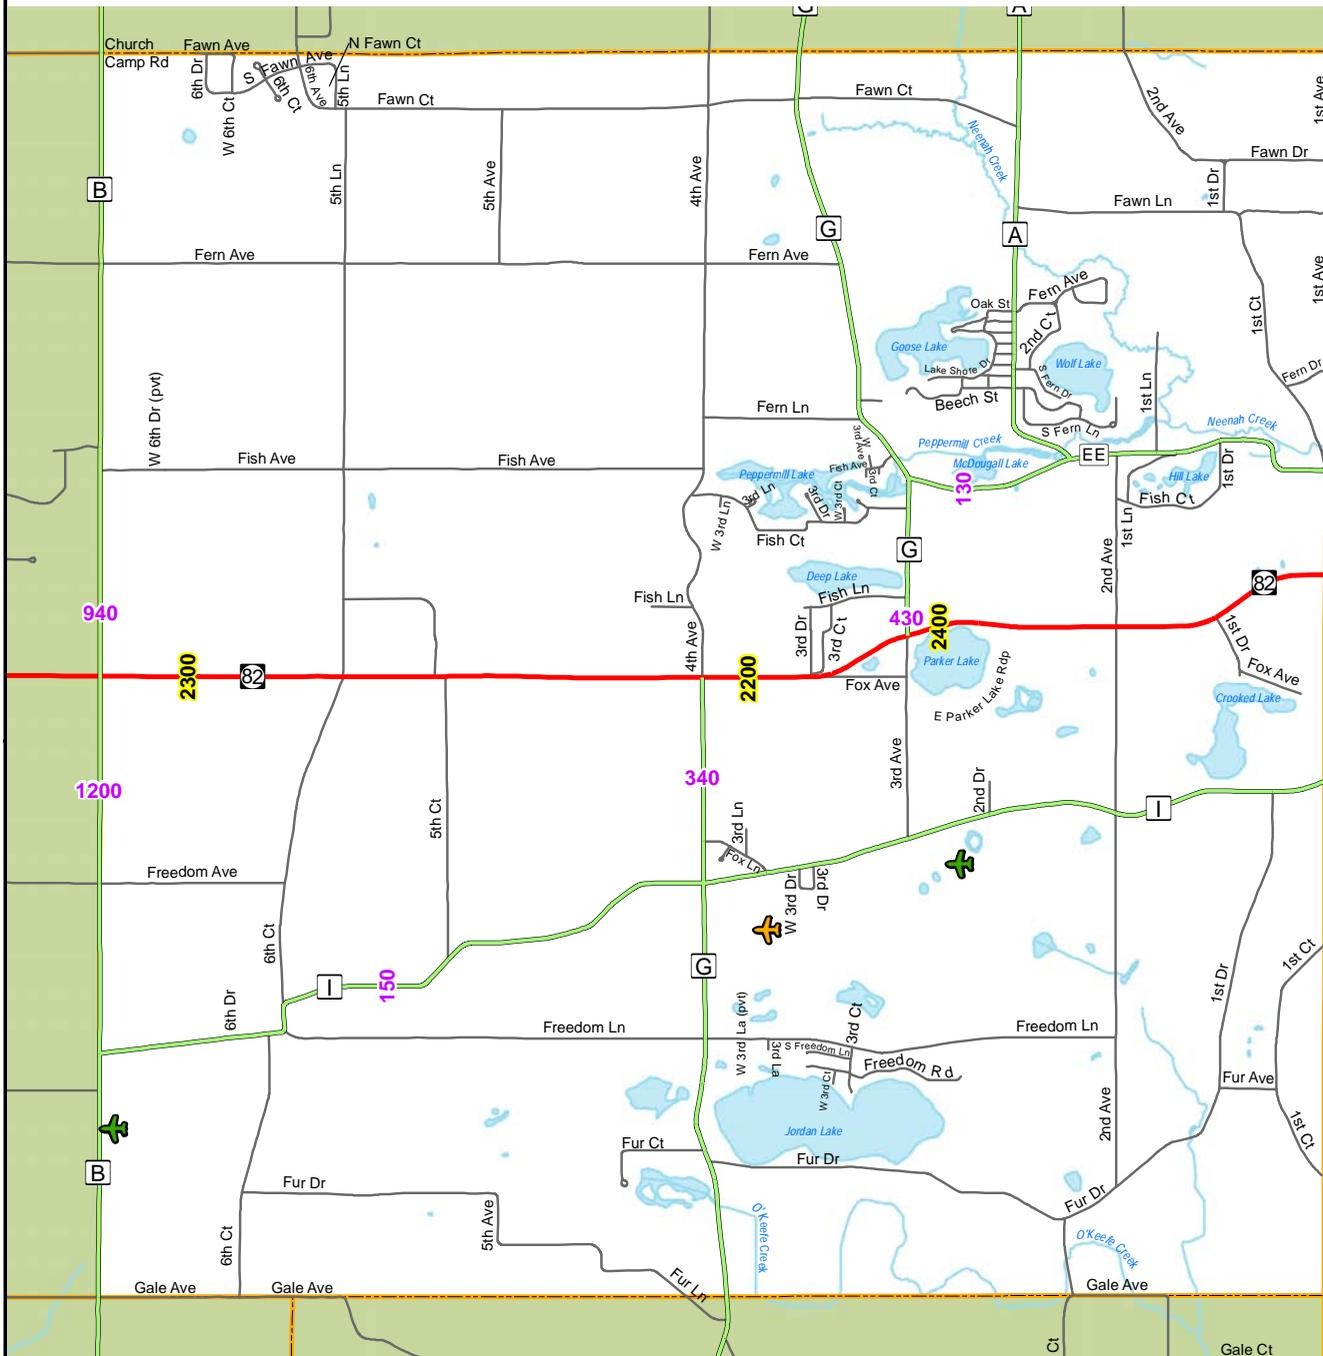 G
A
Church
Camp Rd
Fawn Ave
N Fawn Ct
S Fawn Ave
6th Dr
W 6th Ct
6th Ct
6th Ave
5th Ln
Fawn Ct
Fawn Ct
2nd Ave
1st Ave
Neenah Creek
Fawn Dr
B
5th Ln
5th Ave
4th Ave
1st Dr
Fawn Ln
G
A
Fern Ave
Fern Ave
1st Ave
Fern Ave
Oak St
1st Ct
2nd Ct
Goose Lake
Wolf Lake
Lake Shore Dr
S Fern Dr
Fern Dr
W 6th Dr (pvt)
Beech St
1st Ln
Fern Ln
S Fern Ln
Neenah Creek
W 3rd Ave
Peppermill Creek
Fish Ave
Fish Ave
EE
Fish Ave
McDougall Lake
Peppermill Lake
1st Dr
Hill Lake
3rd Ln
3rd Dr
W 3rd Ct
3rd Ct
130
Fish Ct
W 3rd Ln
1st Ln
Fish Ct
G
2nd Ave
Deep Lake
82
Fish Ln
Fish Ln
940
430
2400
3rd Dr
3rd Ct
1st Dr
4th Ave
Parker Lake
2300
82
2200
Fox Ave
Fox Ave
E Parker Lake Rdp
Crooked Lake
3rd Ave
1200
340
2nd Dr
5th Ct
3rd Ln
I
Fox Ln
Freedom Ave
W 3rd Dr
3rd Dr
6th Ct
1st Ct
G
I
150
1st Dr
6th Dr
W 3rd La (pvt)
3rd Ct
Freedom Ln
Freedom Ln
3rd La
S Freedom Ln
Freedom Rd
W 3rd Ct
Fur Ave
2nd Ave
1st Ct
Jordan Lake
Fur Ct
B
Fur Dr
Fur Dr
Fur Dr
5th Ave
O'Keefe Creek
O'Keefe Creek
6th Ct
Gale Ave
Gale Ave
Fur Ln
Gale Ave
Ct
Gale Ct